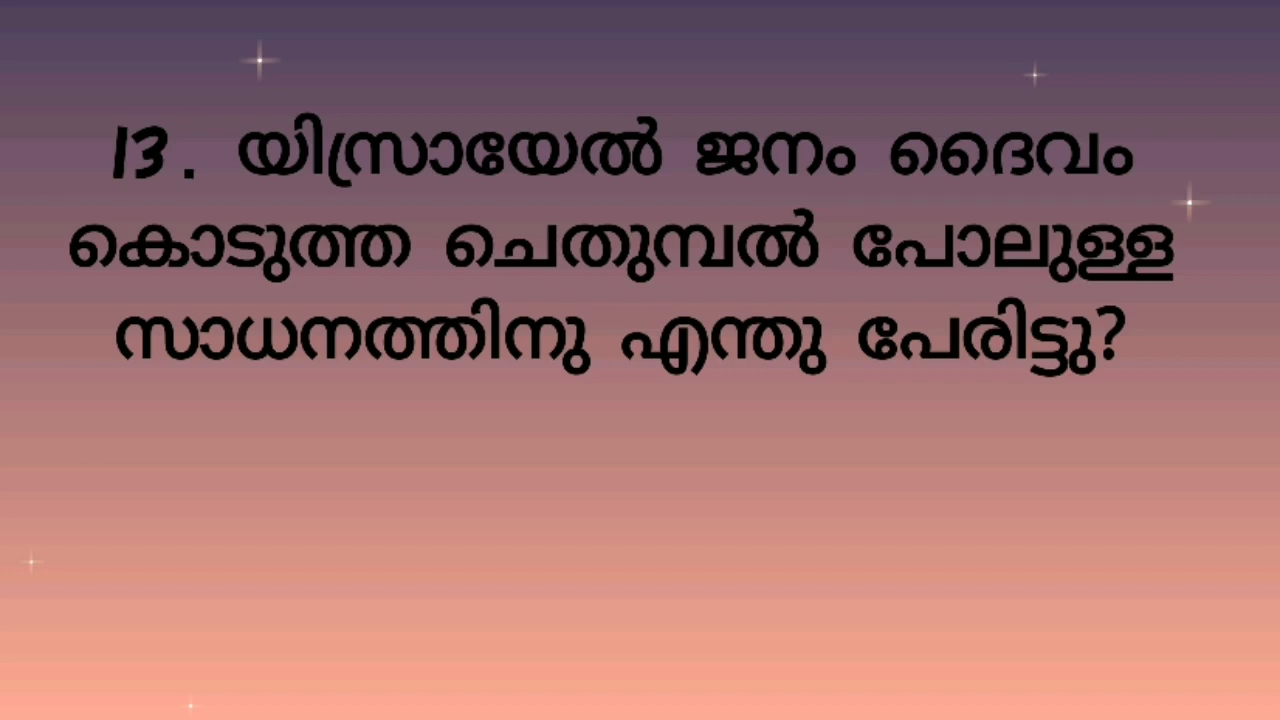 13. യിസ്രായേൽ ജനം ദൈവം
കൊടുത്ത ചെതുമ്പൽ പോലുള്ള
സാധനത്തിനു എന്തു പേരിട്ടു?